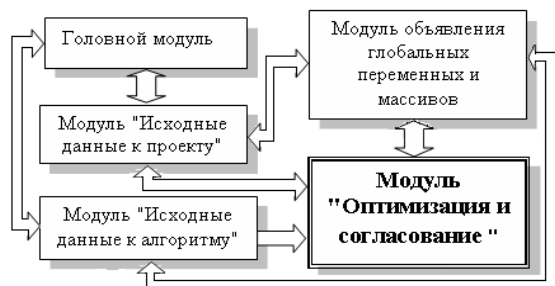 Головной модуль
Модуль объявления
глобальных
переменных и
массивов
Модуль "Исходные
данные к проекту"
Модуль "Исходные
данные к алгоритму"
Модуль
"Оптимизация и
согласование "